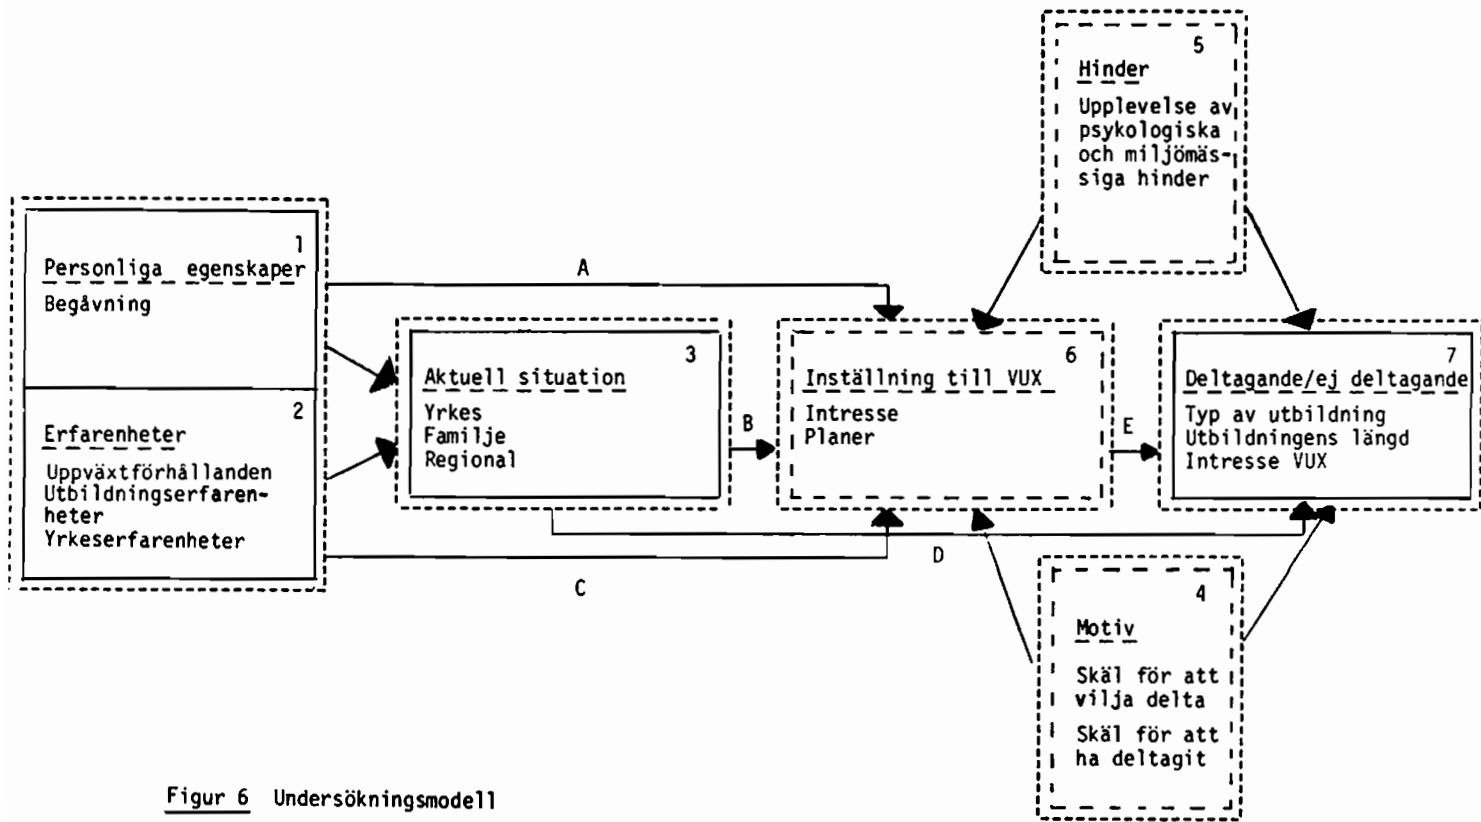 5
Hinder
Upplevelse av
psykologiska
och miljömäs-
siga hinder
1
Personliga egenskaper
Begåvning
2
Erfarenheter
Uppväxtförhållanden
Utbildningserfaren-
heter
Yrkeserfarenheter
A
3
Aktuell situation
Yrkes
Familje
Regional
B
6
Inställning till VUX
Intresse
Planer
E
7
Deltagande/ej deltagande
Typ av utbildning
Utbildningens längd
Intresse VUX
C
D
4
Motiv
Skäl för att
vilja delta
Skäl för att
ha deltagit
Figur 6 Undersökningsmodell